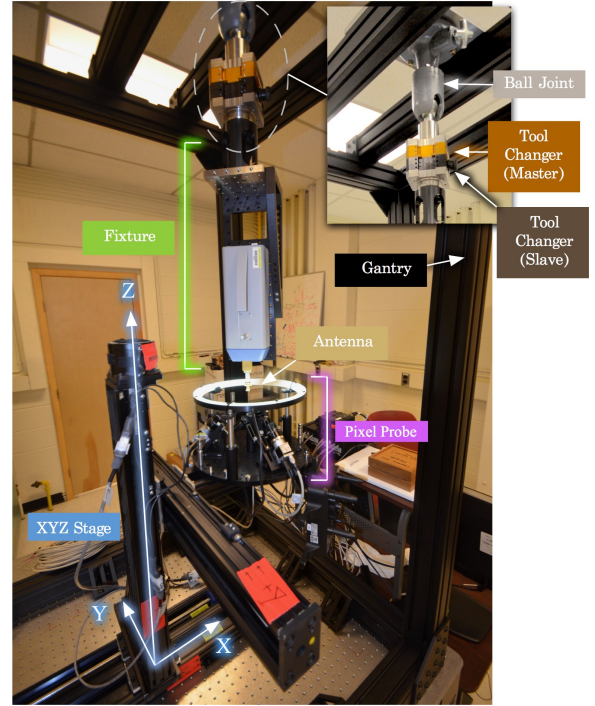 Ball Joint
Tool
Changer
(Master)
Tool
Changer
(Slave)
Fixture
Gantry
Z
Antenna
Pixel Probe
XYZ Stage
Y
X